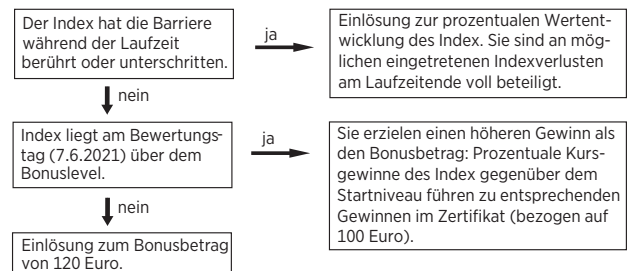 Der Index hat die Barriere
während der Laufzeit
berührt oder unterschritten.
ja
Einlösung zur prozentualen Wertent-
wicklung des Index. Sie sind an mög-
lichen eingetretenen Indexverlusten
am Laufzeitende voll beteiligt.
nein
Index liegt am Bewertungs-
tag (7.6.2021) über dem
Bonuslevel.
ja
Sie erzielen einen höheren Gewinn als
den Bonusbetrag: Prozentuale Kurs-
gewinne des Index gegenüber dem
Startniveau führen zu entsprechenden
Gewinnen im Zertifikat (bezogen auf
100 Euro).
nein
Einlösung zum Bonusbetrag
von 120 Euro.